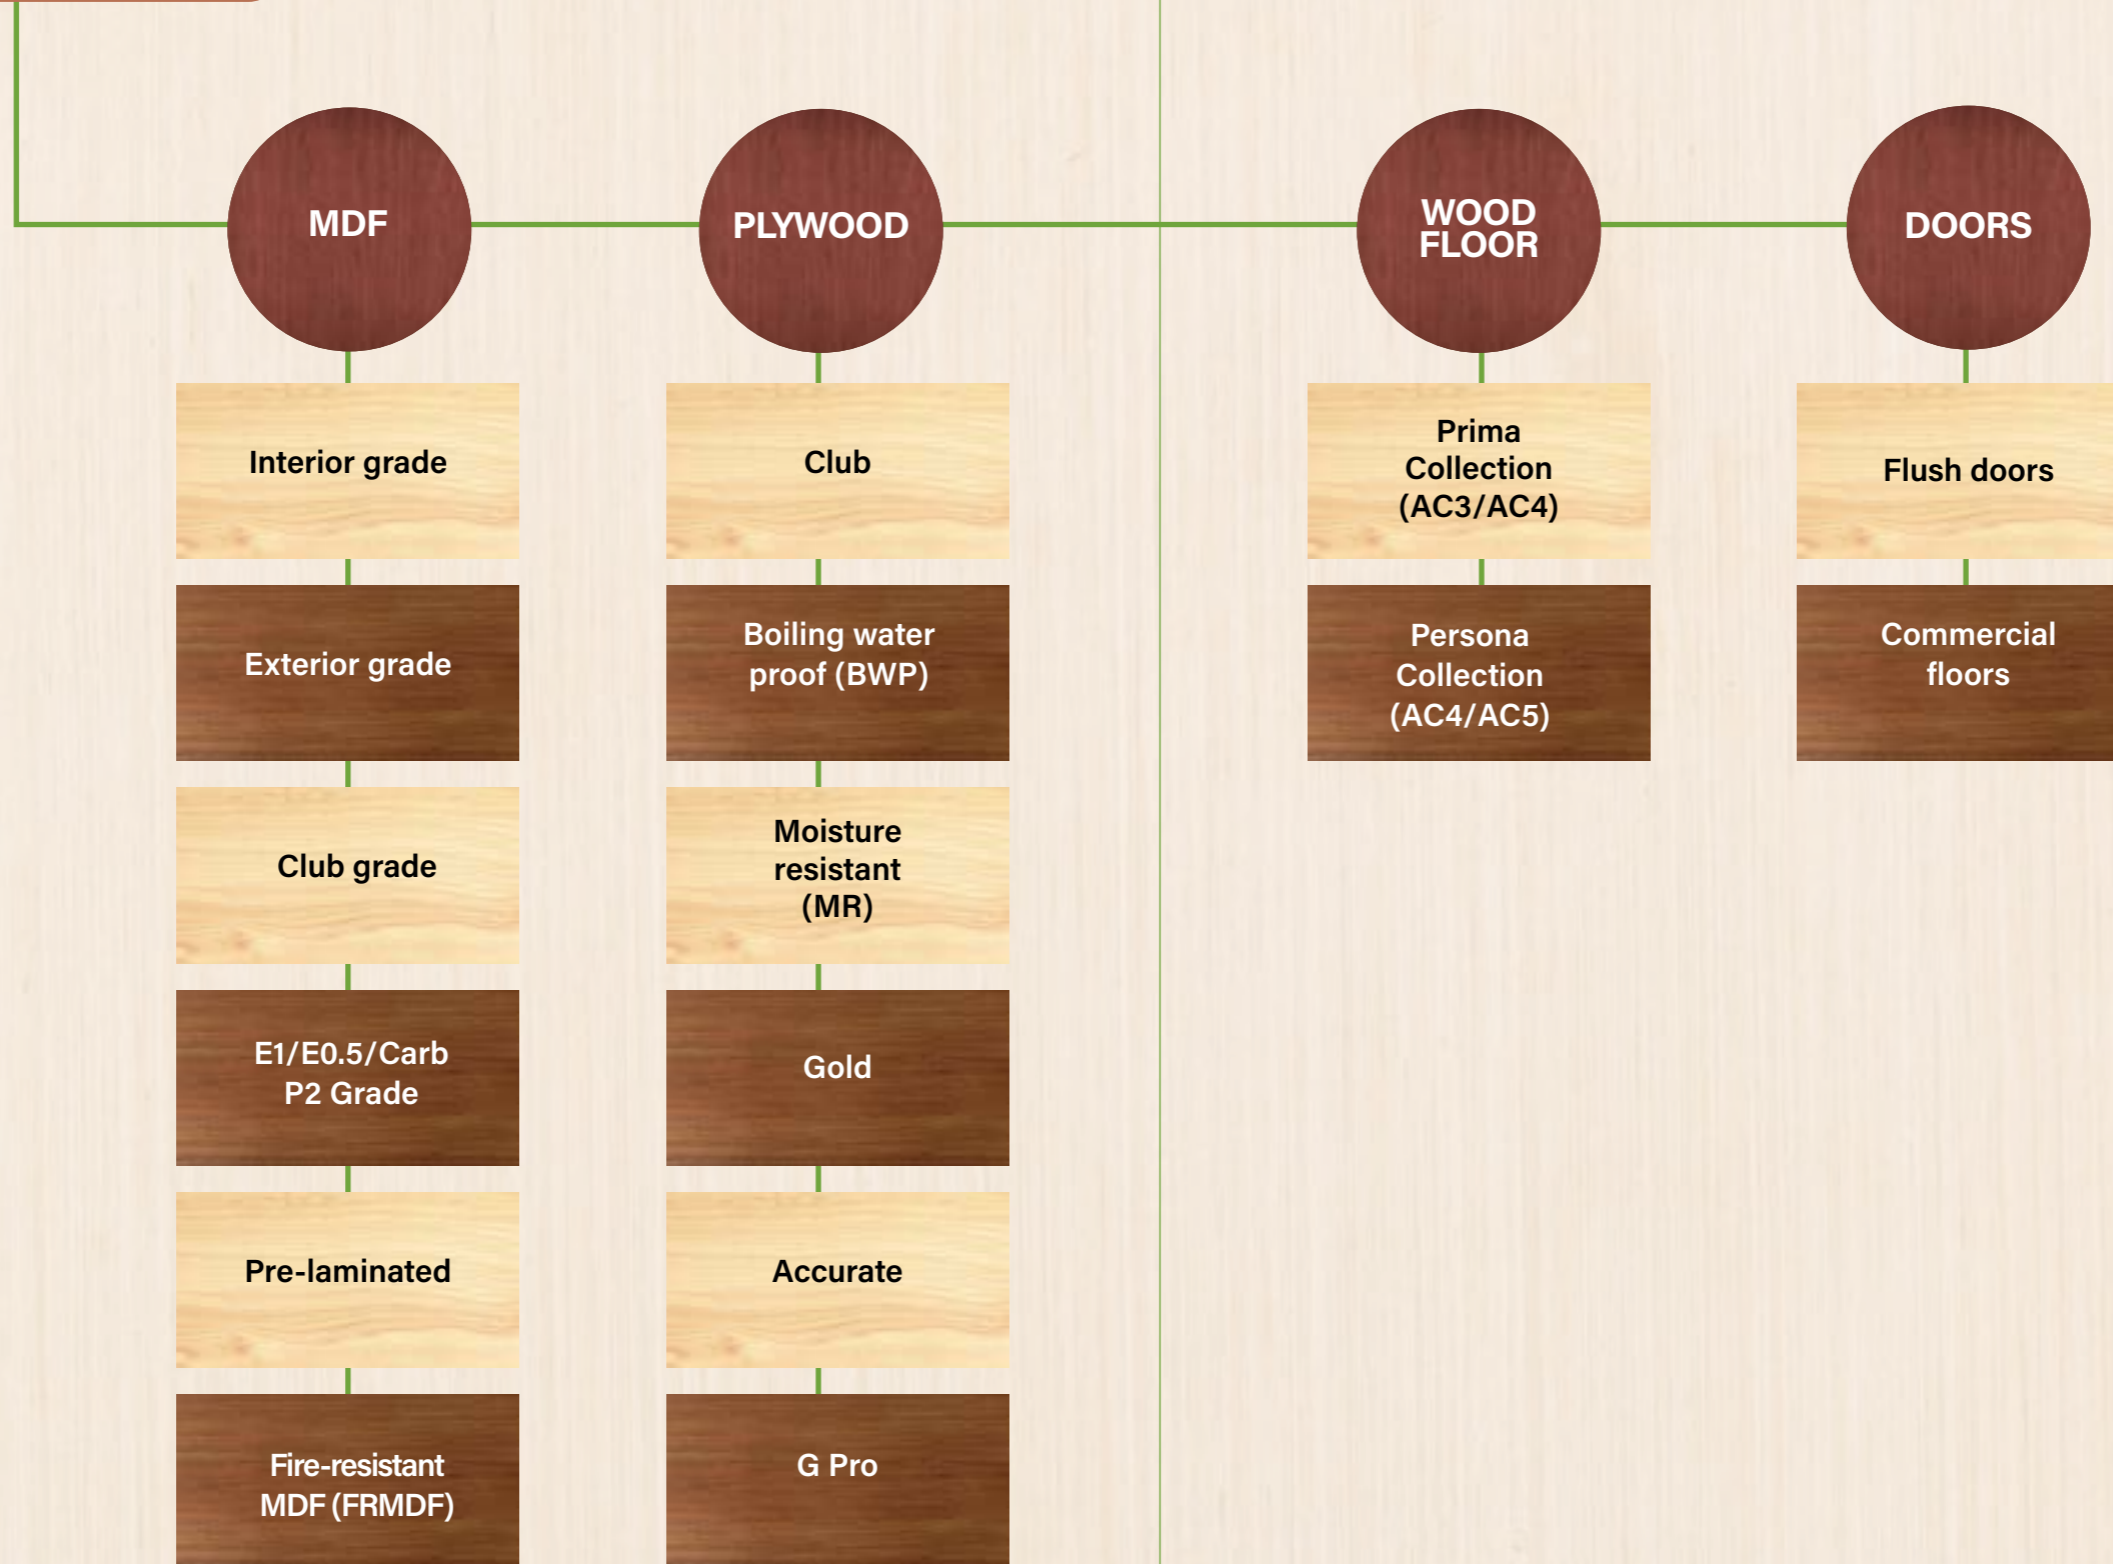 MDF
PLYWOOD
WOOD
FLOOR
DOORS
Interior grade
Exterior grade
Club grade
E1/E0.5/Carb
P2 Grade
Pre-laminated
Fire-resistant
MDF (FRMDF)
Club
Boiling water
proof (BWP)
Moisture
resistant
(MR)
Gold
Accurate
G Pro
Prima
Collection
(AC3/AC4)
Persona
Collection
(AC4/AC5)
Flush doors
Commercial
floors